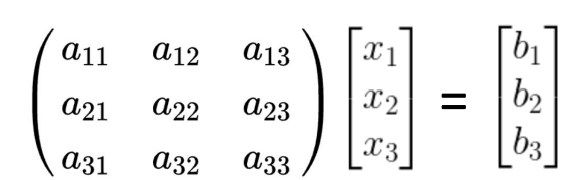 a₁₁ a₁₂ a₁₃ x₁ b₁
a₂₁ a₂₂ a₂₃ x₂ = b₂
a₃₁ a₃₂ a₃₃ x₃ b₃